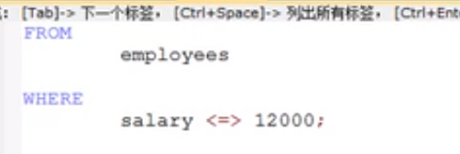 : [Tab]-> 下一个标签， [Ctrl+Space]-> 列出所有标签， [Ctrl+Ent
FROM
employees
WHERE
salary <=> 12000;